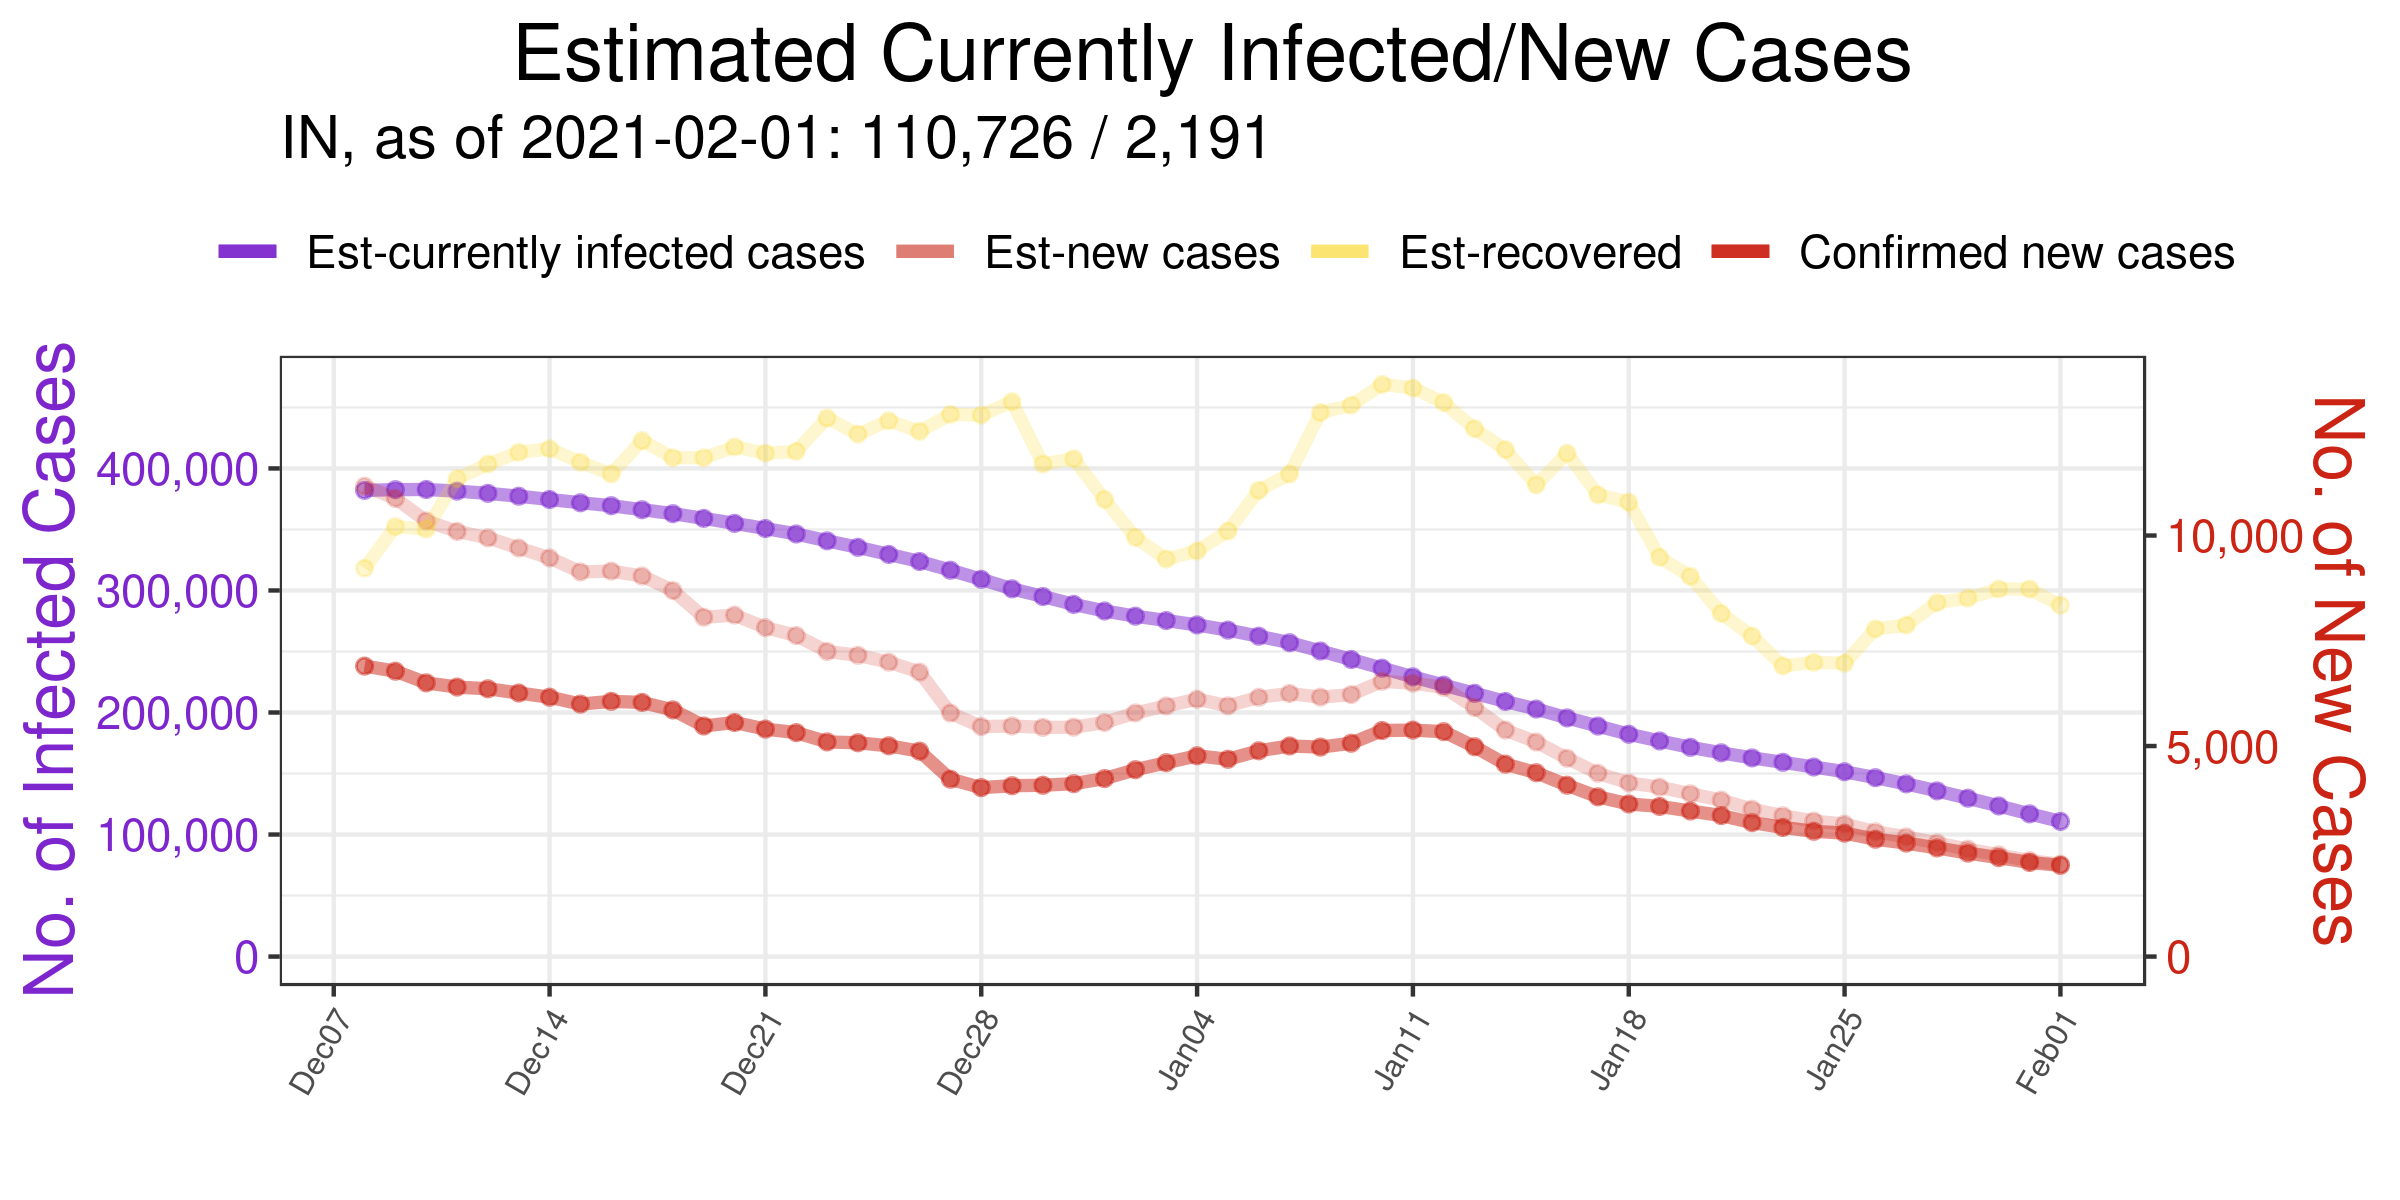 Estimated Currently Infected/New Cases
IN, as of 2021-02-01: 110,726 / 2,191
Est-currently infected cases Est-new cases Est-recovered Confirmed new cases
No. of Infected Cases
400,000
300,000
200,000
100,000
0
10,000
5,000
0
No. of New Cases
Dec07 Dec14 Dec21 Dec28 Jan04 Jan11 Jan18 Jan25 Feb01